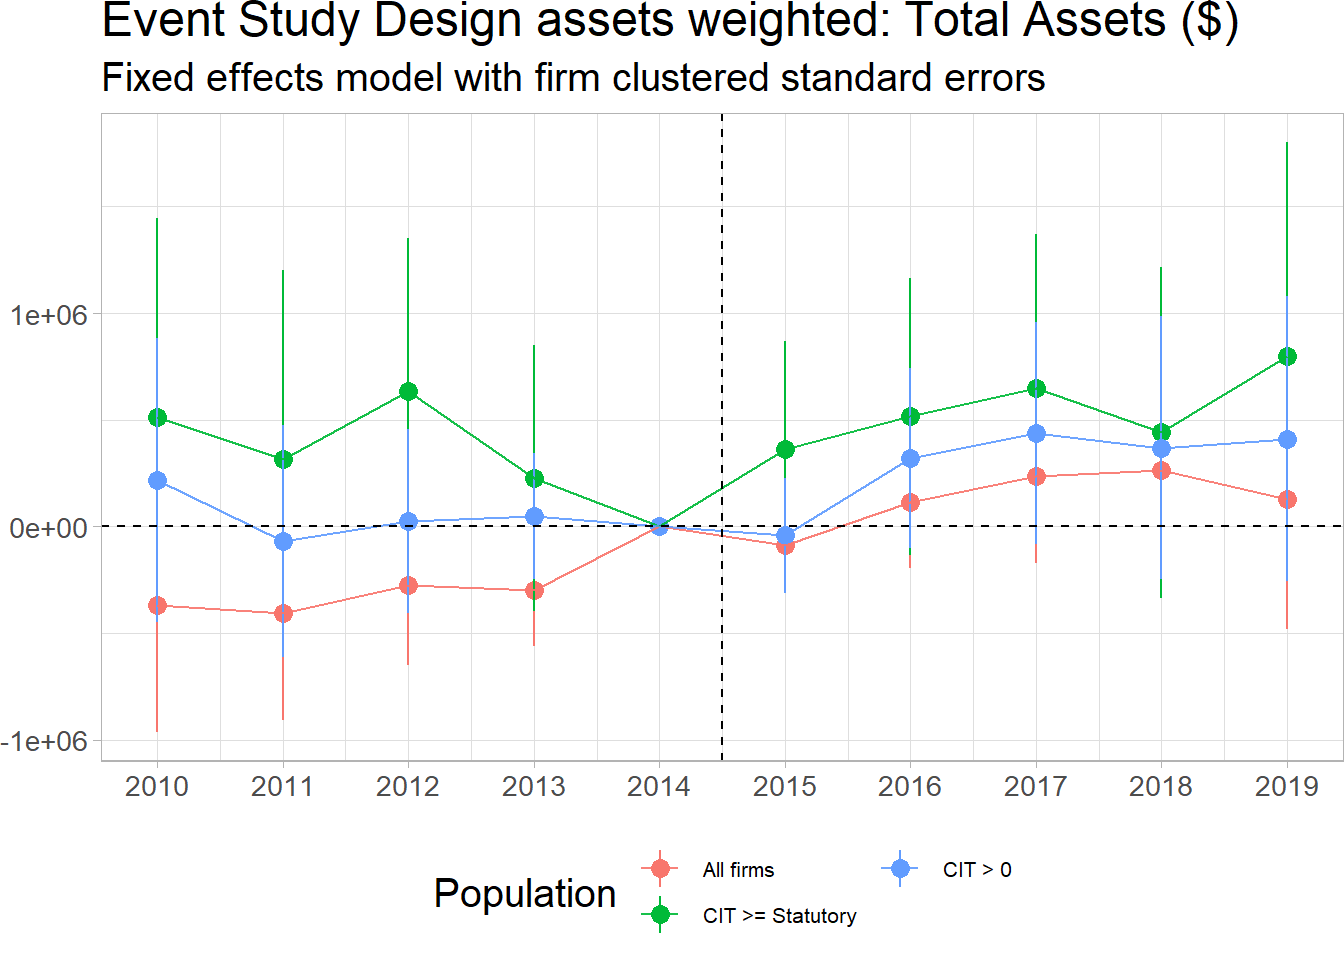 Event Study Design assets weighted: Total Assets ($)
Fixed effects model with firm clustered standard errors
1e+06
0e+00
-1e+06
2010 2011 2012 2013 2014 2015 2016 2017 2018 2019
Population
All firms
CIT > 0
CIT >= Statutory